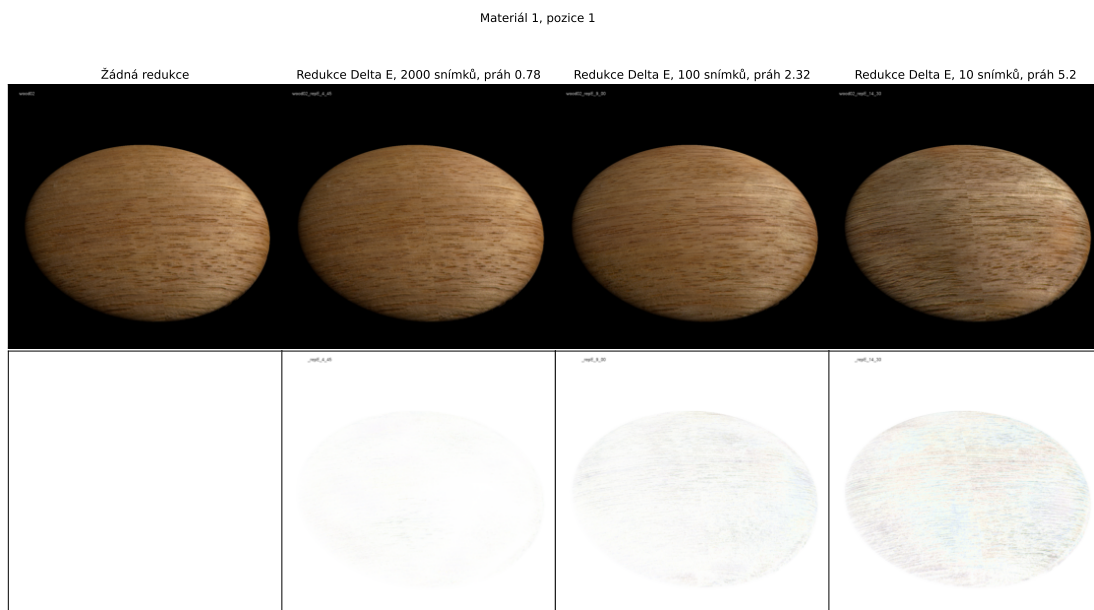 Materiál 1, pozice 1
Žádná redukce
Redukce Delta E, 2000 snímků, práh 0.78
Redukce Delta E, 100 snímků, práh 2.32
Redukce Delta E, 10 snímků, práh 5.2